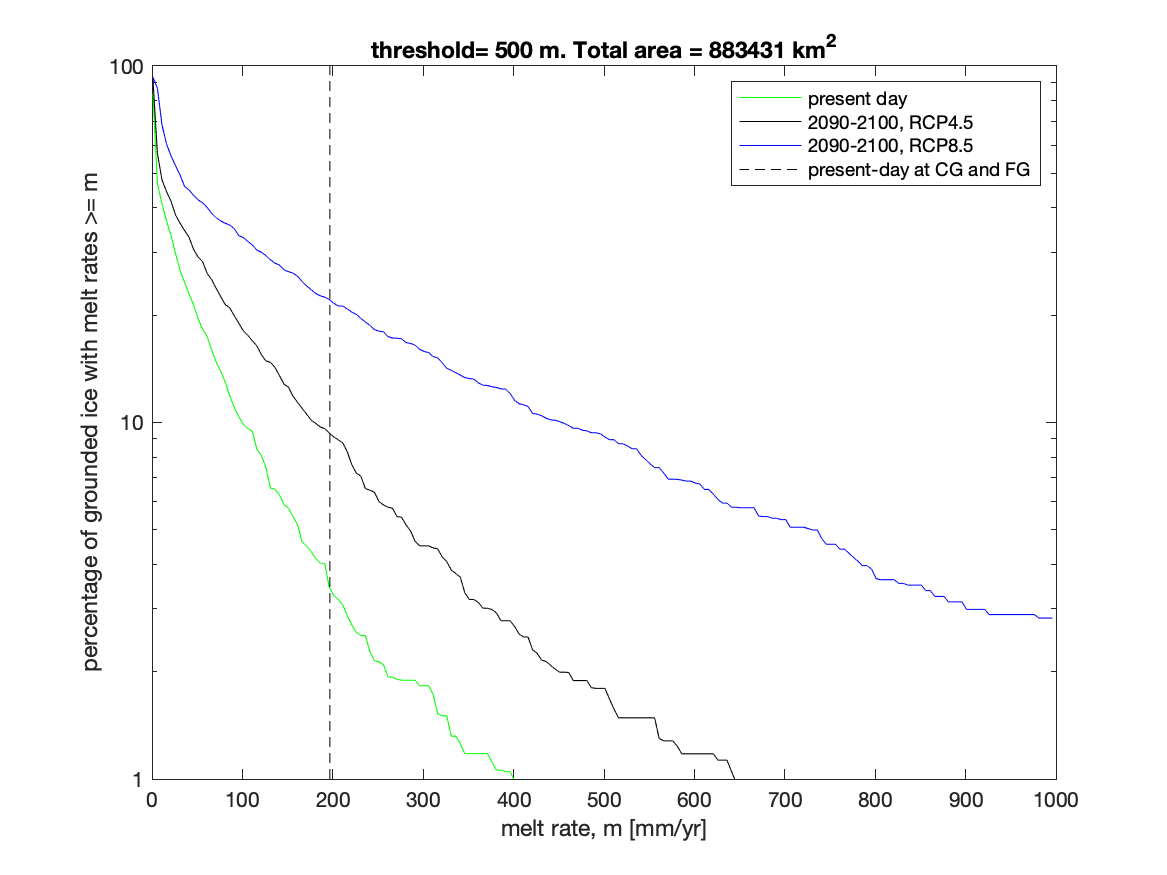 threshold= 500 m. Total area = 883431 km²
present day
2090-2100, RCP4.5
2090-2100, RCP8.5
present-day at CG and FG
percentage of grounded ice with melt rates >= m
100
10
1
0 100 200 300 400 500 600 700 800 900 1000
melt rate, m [mm/yr]